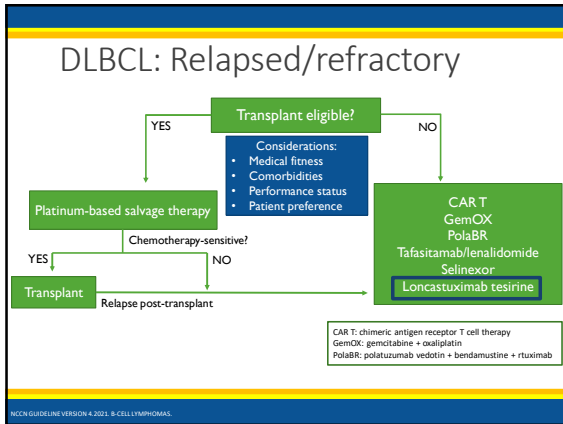 DLBCL: Relapsed/refractory
Transplant eligible?
YES
NO
Considerations:
• Medical fitness
• Comorbidities
• Performance status
• Patient preference
Platinum-based salvage therapy
CAR T
GemOX
PolaBR
Tafasitamab/lenalidomide
Selinexor
Loncastuximab tesirine
Chemotherapy-sensitive?
YES
NO
Transplant
Relapse post-transplant
CAR T: chimeric antigen receptor T cell therapy
GemOX: gemcitabine + oxaliplatin
PolaBR: polatuzumab vedotin + bendamustine + rtuximab
NCCN GUIDELINE VERSION 4.2021. B-CELL LYMPHOMAS.